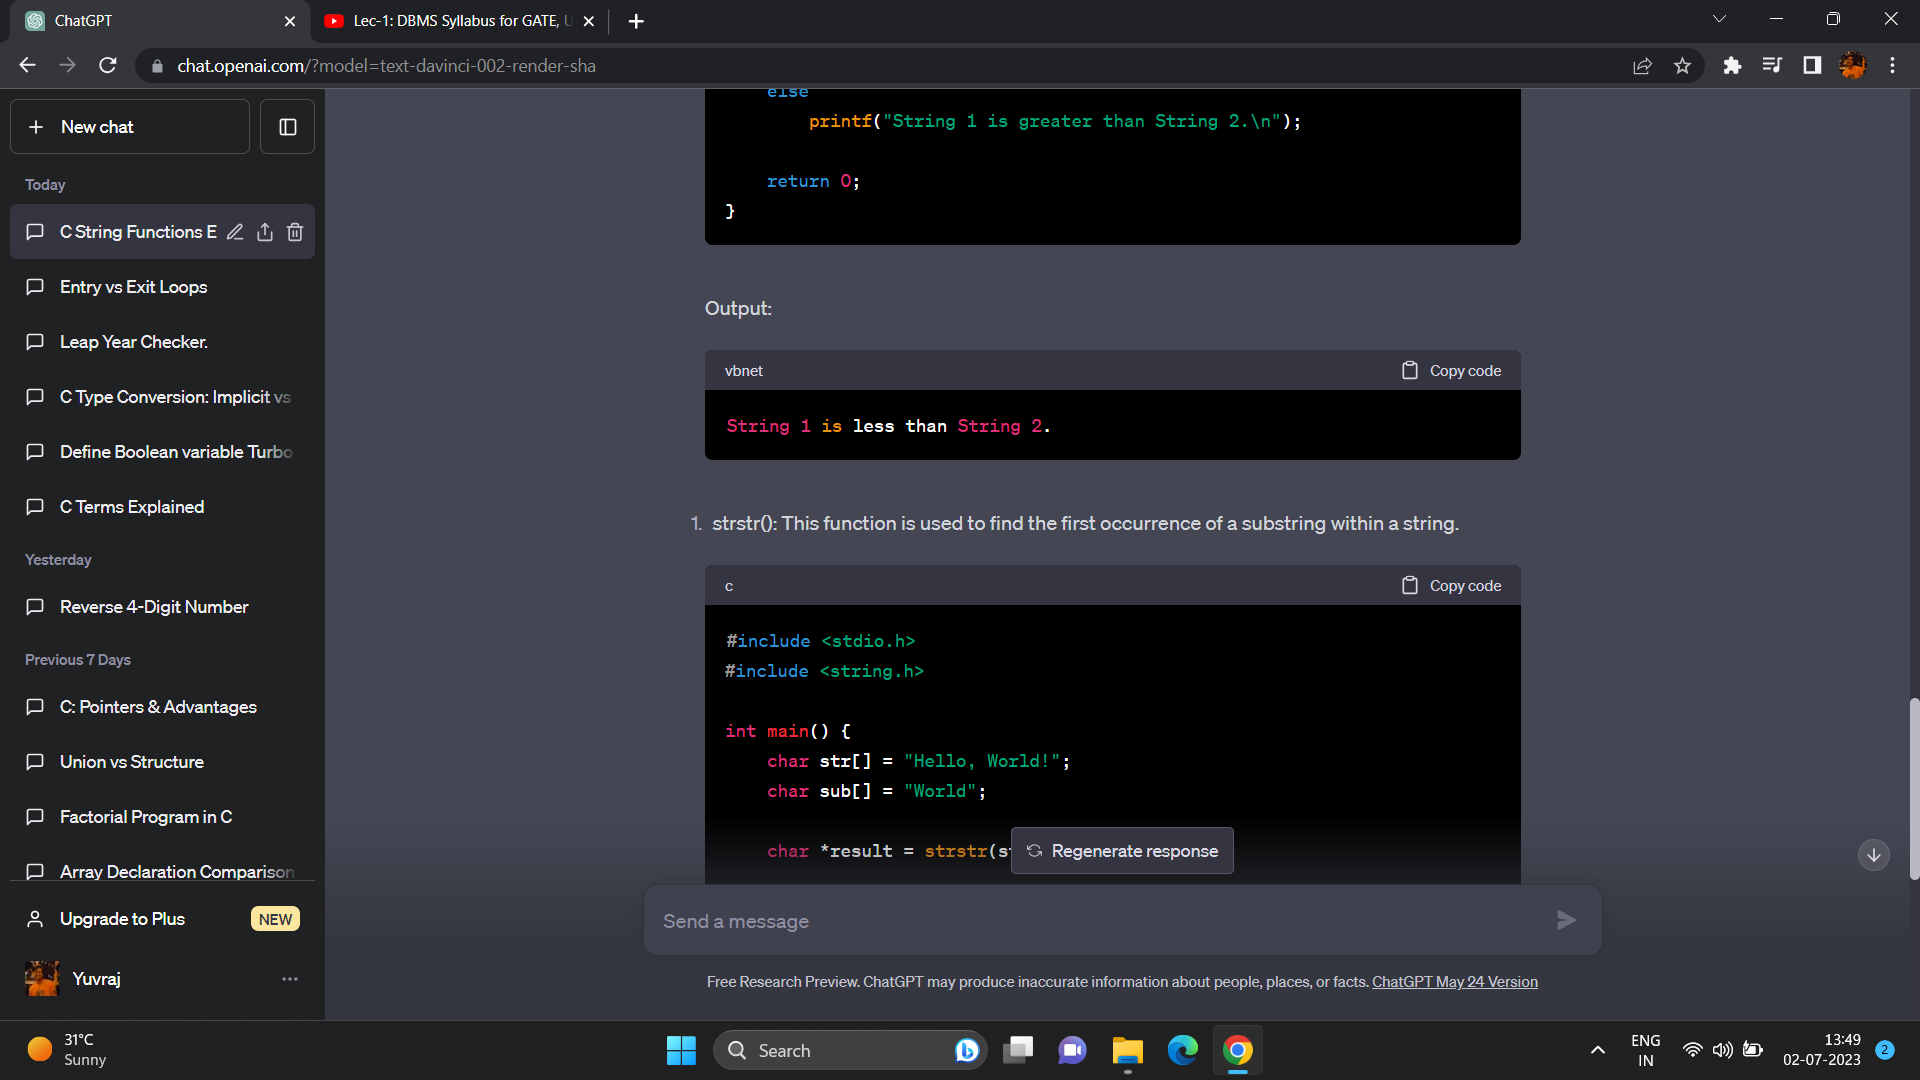 ChatGPT
Lec-1: DBMS Syllabus for GATE, U
chat.openai.com/?model=text-davinci-002-render-sha
New chat
Today
C String Functions E
Entry vs Exit Loops
Leap Year Checker.
C Type Conversion: Implicit vs
Define Boolean variable Turbo
C Terms Explained
Yesterday
Reverse 4-Digit Number
Previous 7 Days
C: Pointers & Advantages
Union vs Structure
Factorial Program in C
Array Declaration Comparison
Upgrade to Plus
NEW
Yuvraj
else
printf("String 1 is greater than String 2.\n");
return 0;
}
Output:
vbnet
Copy code
String 1 is less than String 2.
1. strstr(): This function is used to find the first occurrence of a substring within a string.
c
Copy code
#include <stdio.h>
#include <string.h>
int main() {
char str[] = "Hello, World!";
char sub[] = "World";
char *result = strstr(s
Regenerate response
Send a message
Free Research Preview. ChatGPT may produce inaccurate information about people, places, or facts. ChatGPT May 24 Version
31°C
Sunny
Search
ENG
IN
13:49
02-07-2023
2